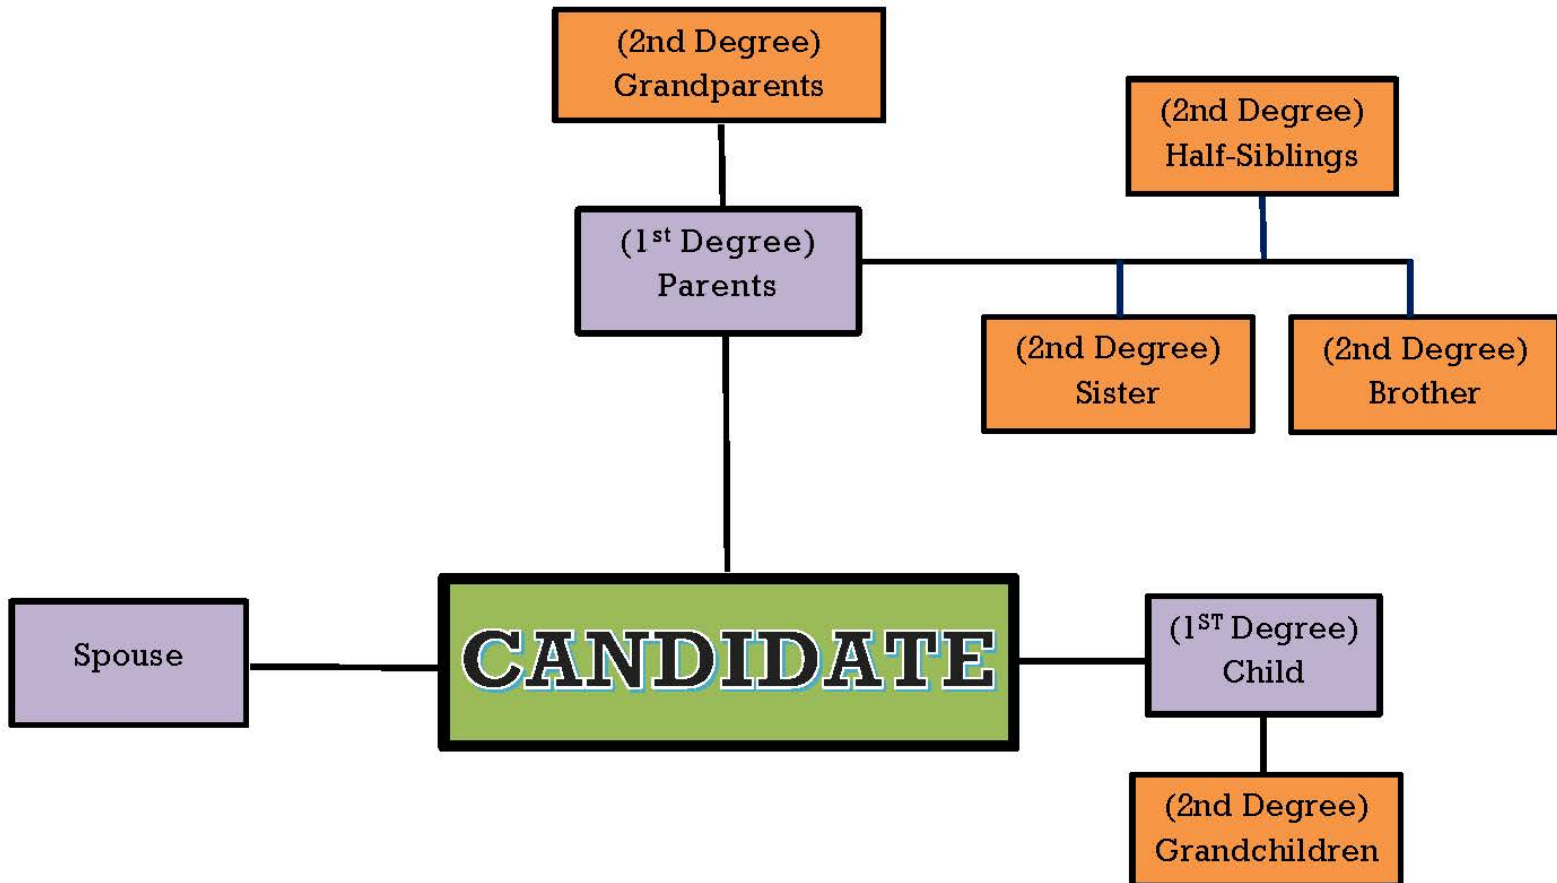 (2nd Degree)
Grandparents
(2nd Degree)
Half-Siblings
(1st Degree)
Parents
(2nd Degree)
Sister
(2nd Degree)
Brother
Spouse
CANDIDATE
(1ST Degree)
Child
(2nd Degree)
Grandchildren